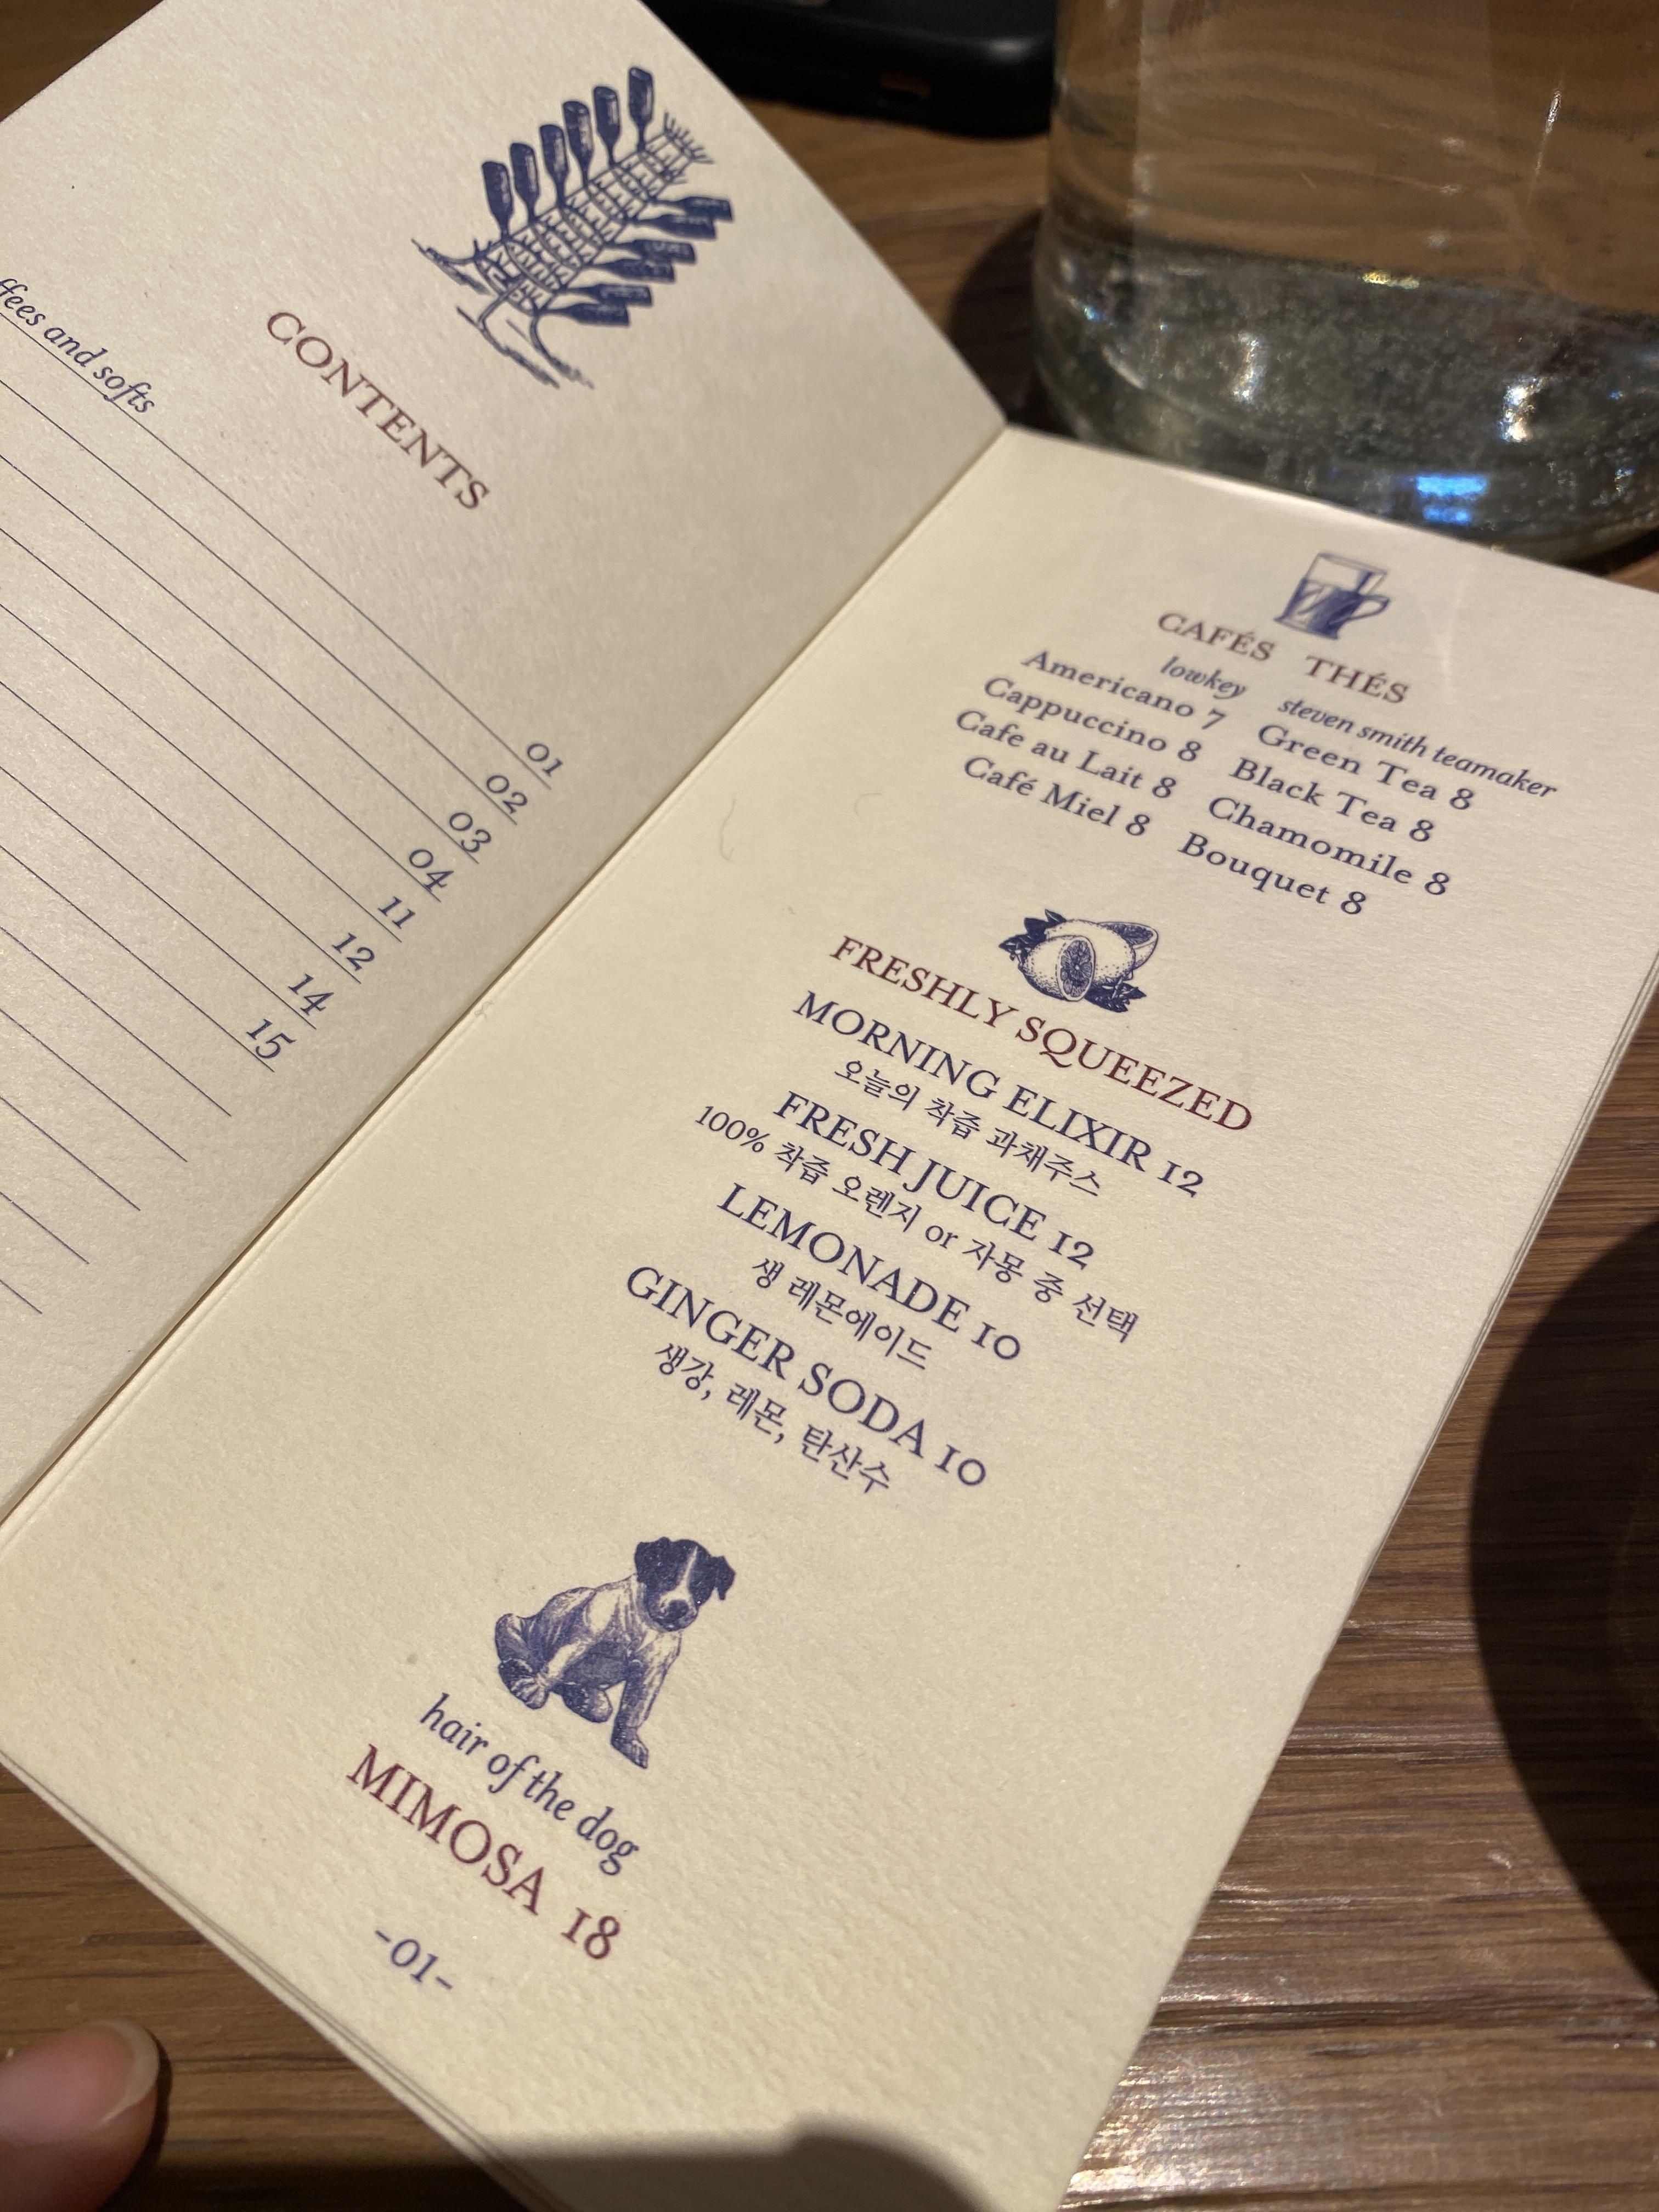 CONTENTS
and softs
01
02
03
04
11
12
14
15
CAFÉS THÉS
lowkey steven smith teamaker
Americano 7 Green Tea 8
Cappuccino 8 Black Tea 8
Cafe au Lait 8 Chamomile 8
Café Miel 8 Bouquet 8
FRESHLY SQUEEZED
MORNING ELIXIR 12
오늘의 착즙 과채주스
FRESH JUICE 12
100% 착즙 오렌지 or 자몽 중 선택
LEMONADE 10
생 레몬에이드
GINGER SODA 10
생강, 레몬, 탄산수
hair of the dog
MIMOSA 18
-01-